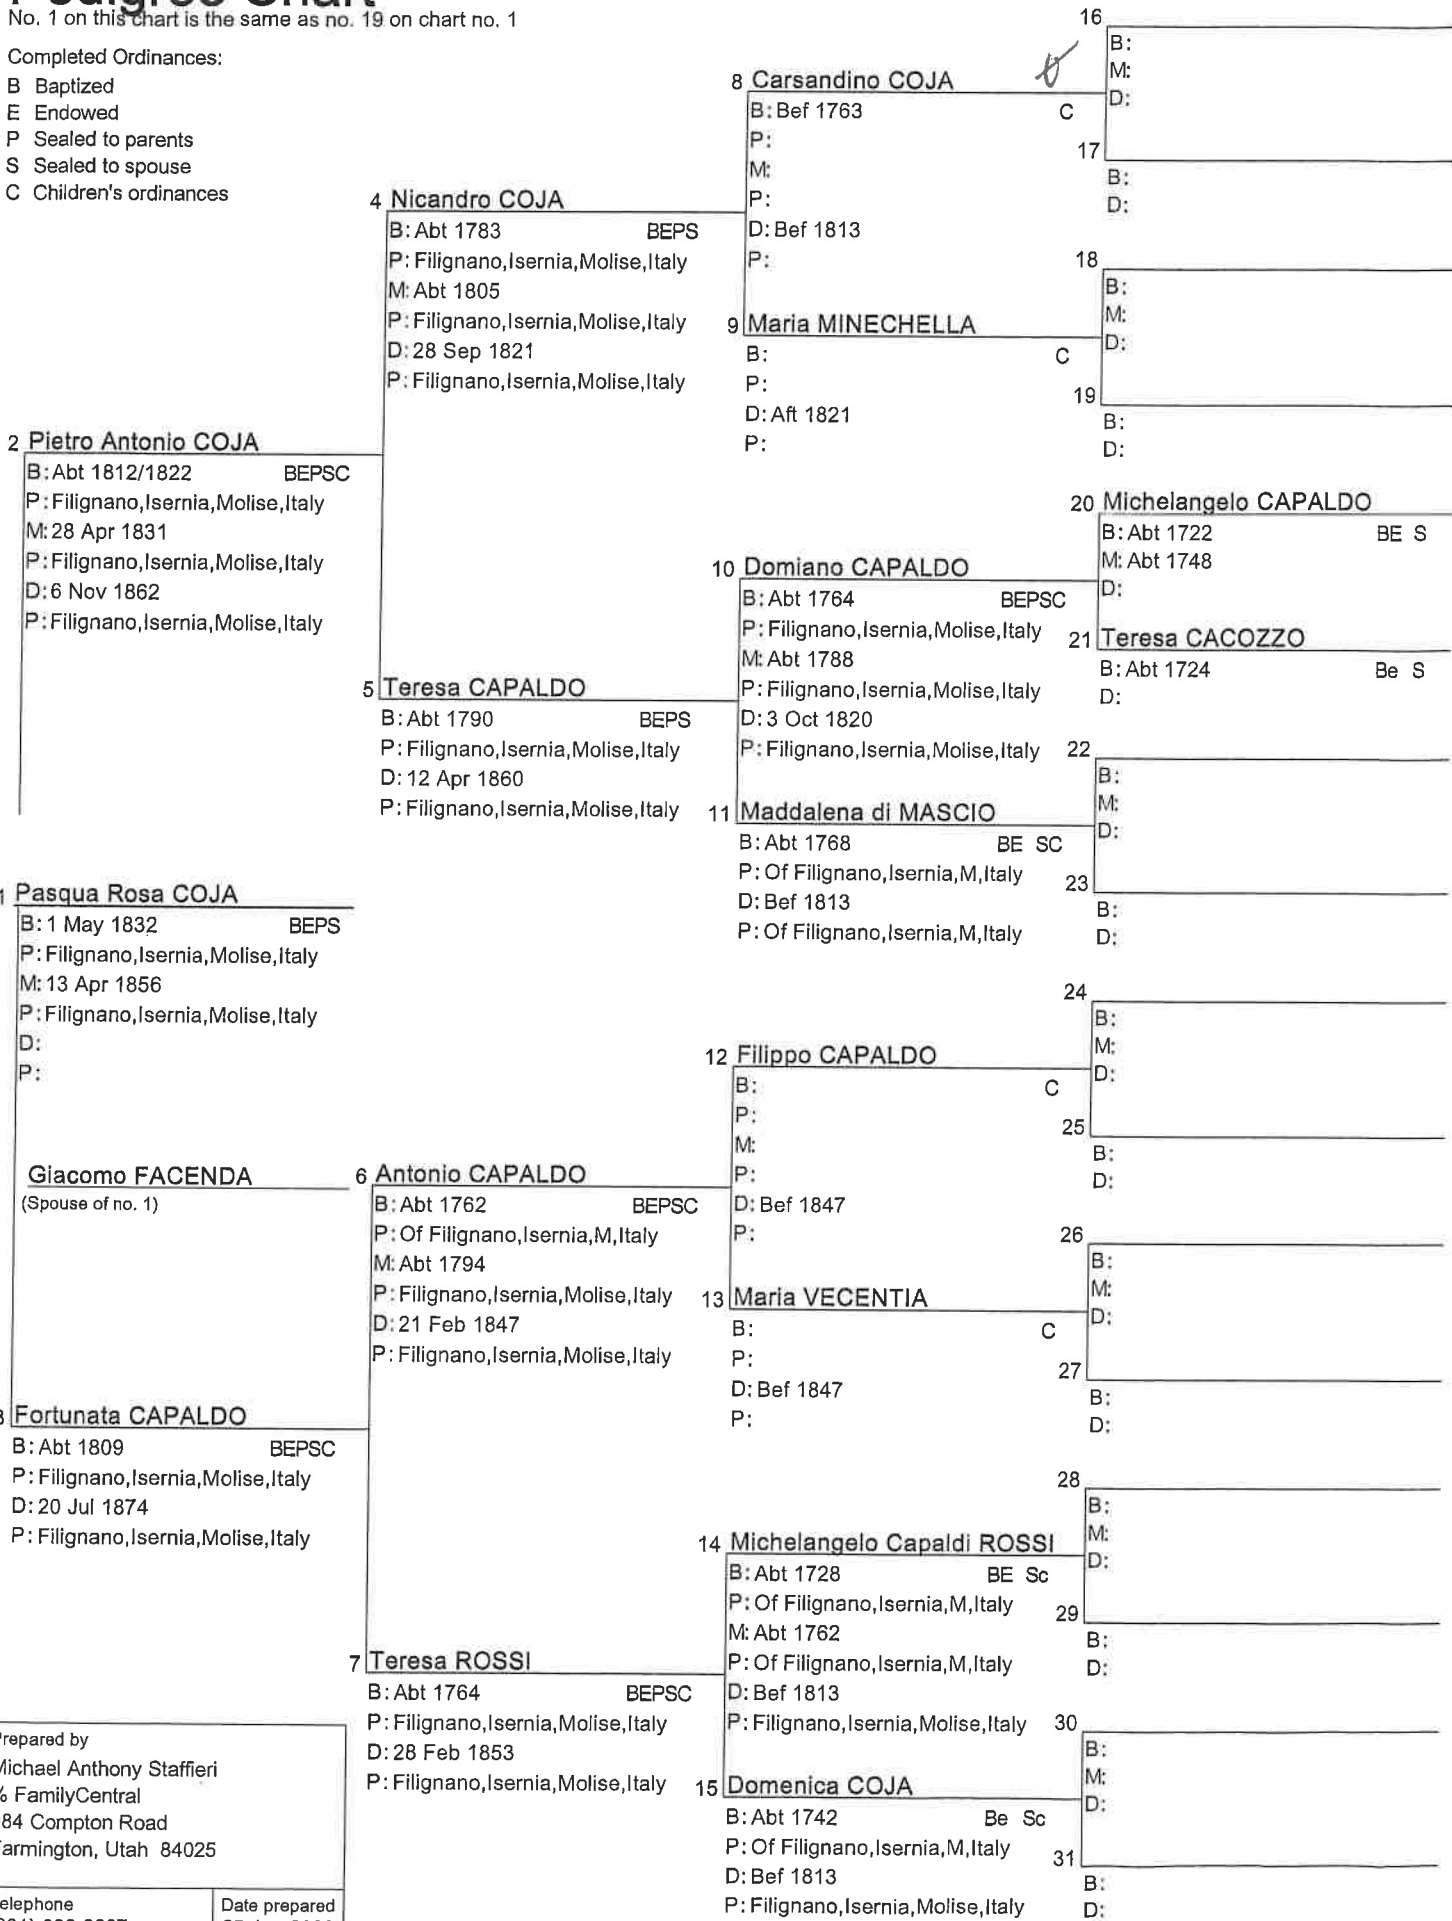 No. 1 on this chart is the same as no. 19 on chart no. 1
Completed Ordinances:
B Baptized
E Endowed
P Sealed to parents
S Sealed to spouse
C Children's ordinances
2 Pietro Antonio COJA
B: Abt 1812/1822 BEPSC
P: Filignano,Isernia,Molise,Italy
M: 28 Apr 1831
P: Filignano,Isernia,Molise,Italy
D: 6 Nov 1862
P: Filignano,Isernia,Molise,Italy
1 Pasqua Rosa COJA
B: 1 May 1832 BEPS
P: Filignano,Isernia,Molise,Italy
M: 13 Apr 1856
P: Filignano,Isernia,Molise,Italy
D:
P:
Giacomo FACENDA
(Spouse of no. 1)
3 Fortunata CAPALDO
B: Abt 1809 BEPSC
P: Filignano,Isernia,Molise,Italy
D: 20 Jul 1874
P: Filignano,Isernia,Molise,Italy
4 Nicandro COJA
B: Abt 1783 BEPS
P: Filignano,Isernia,Molise,Italy
M: Abt 1805
P: Filignano,Isernia,Molise,Italy
D: 28 Sep 1821
P: Filignano,Isernia,Molise,Italy
5 Teresa CAPALDO
B: Abt 1790 BEPS
P: Filignano,Isernia,Molise,Italy
D: 12 Apr 1860
P: Filignano,Isernia,Molise,Italy
6 Antonio CAPALDO
B: Abt 1762 BEPSC
P: Of Filignano,Isernia,M,Italy
M: Abt 1794
P: Filignano,Isernia,Molise,Italy
D: 21 Feb 1847
P: Filignano,Isernia,Molise,Italy
7 Teresa ROSSI
B: Abt 1764 BEPSC
P: Filignano,Isernia,Molise,Italy
D: 28 Feb 1853
P: Filignano,Isernia,Molise,Italy
8 Carsandino COJA
B: Bef 1763 C
P:
M:
P:
D: Bef 1813
P:
9 Maria MINECHELLA
B: C
P:
D: Aft 1821
P:
10 Domiano CAPALDO
B: Abt 1764 BEPSC
P: Filignano,Isernia,Molise,Italy
M: Abt 1788
P: Filignano,Isernia,Molise,Italy
D: 3 Oct 1820
P: Filignano,Isernia,Molise,Italy
11 Maddalena di MASCIO
B: Abt 1768 BE SC
P: Of Filignano,Isernia,M,Italy
D: Bef 1813
P: Of Filignano,Isernia,M,Italy
12 Filippo CAPALDO
B: C
P:
M:
P:
D: Bef 1847
P:
13 Maria VECENTIA
B: C
P:
D: Bef 1847
P:
14 Michelangelo Capaldi ROSSI
B: Abt 1728 BE Sc
P: Of Filignano,Isernia,M,Italy
M: Abt 1762
P: Of Filignano,Isernia,M,Italy
D: Bef 1813
P: Filignano,Isernia,Molise,Italy
15 Domenica COJA
B: Abt 1742 Be Sc
P: Of Filignano,Isernia,M,Italy
D: Bef 1813
P: Filignano,Isernia,Molise,Italy
16
B:
M:
D:
17
B:
D:
18
B:
M:
D:
19
B:
D:
20 Michelangelo CAPALDO
B: Abt 1722 BE S
M: Abt 1748
D:
21 Teresa CACOZZO
B: Abt 1724 Be S
D:
22
B:
M:
D:
23
B:
D:
24
B:
M:
D:
25
B:
D:
26
B:
M:
D:
27
B:
D:
28
B:
M:
D:
29
B:
D:
30
B:
M:
D:
31
B:
D:
Prepared by
Michael Anthony Staffieri
% FamilyCentral
84 Compton Road
Farmington, Utah 84025
Telephone
Date prepared